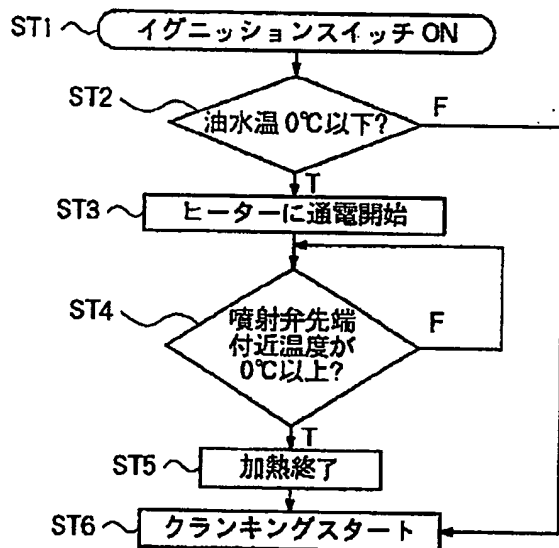 ST1 イグニッションスイッチ ON
ST2 油水温 0℃以下? F
T
ST3 ヒーターに通電開始
ST4 噴射弁先端
付近温度が
0℃以上?
F
T
ST5 加熱終了
ST6 クランキングスタート